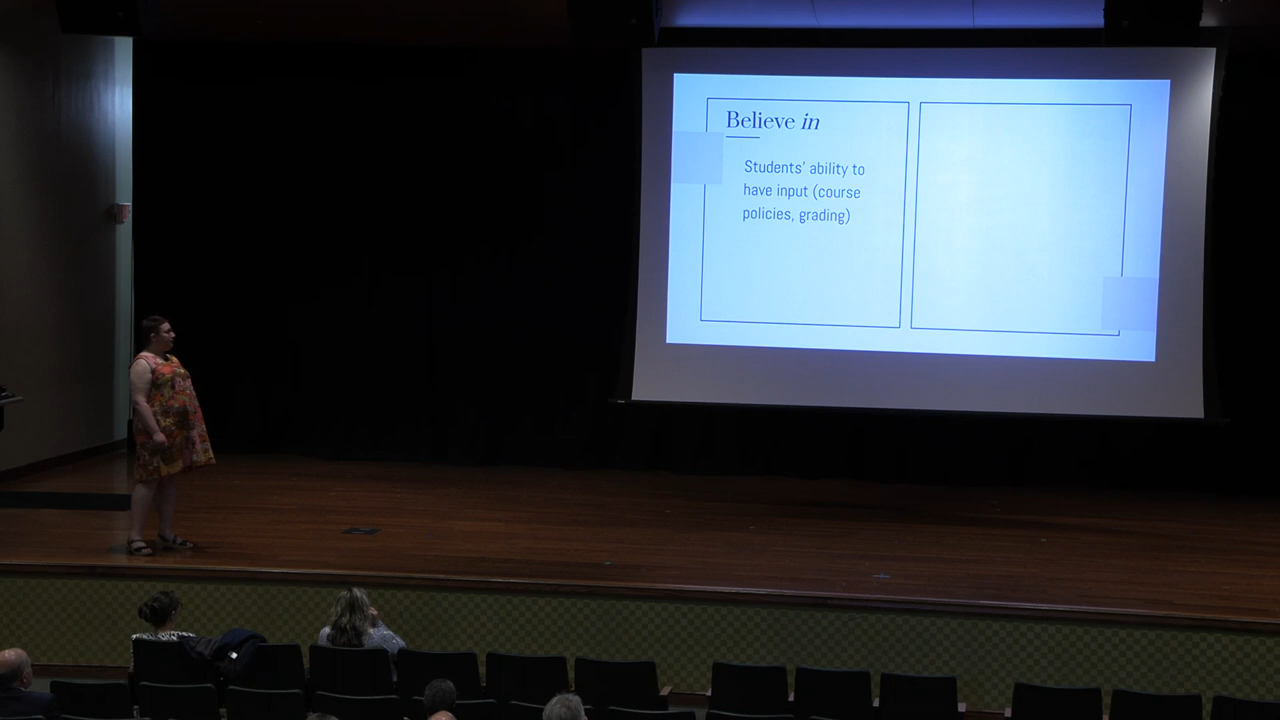 Believe in
Students' ability to
have input (course
policies, grading)